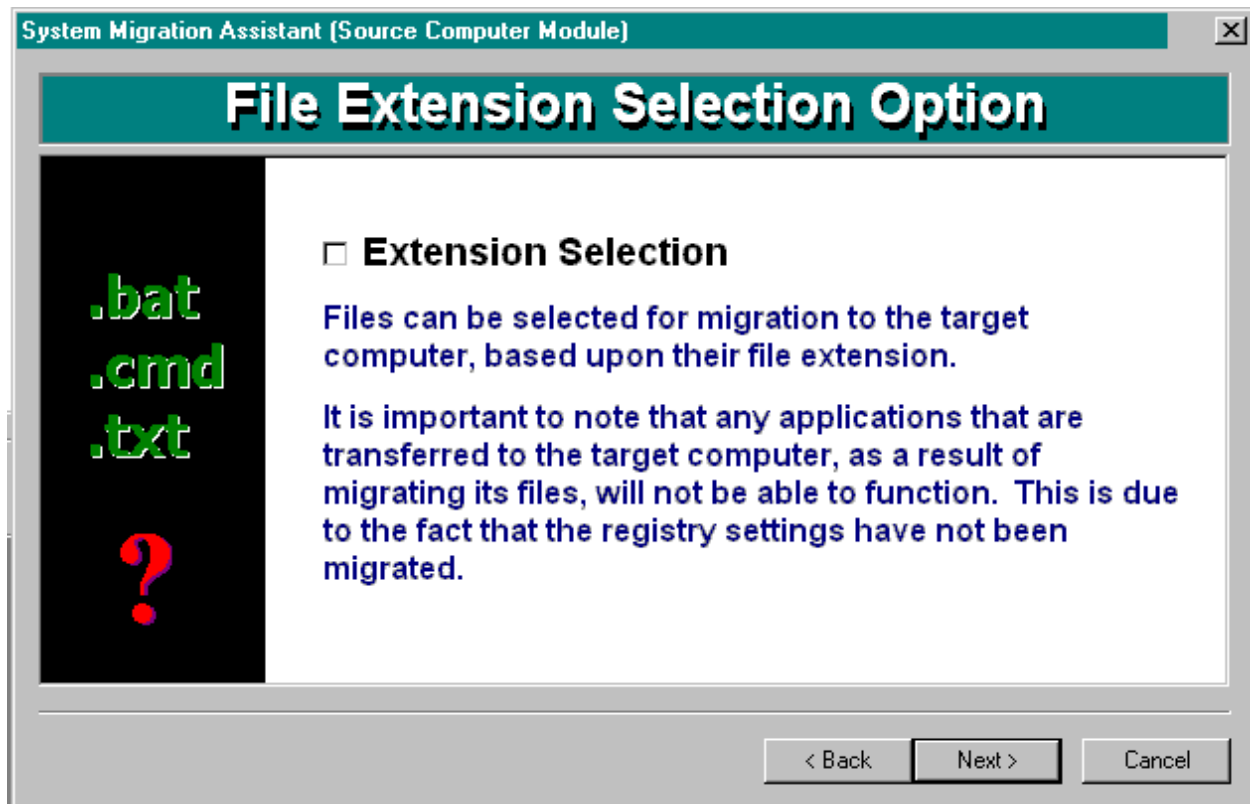 System Migration Assistant (Source Computer Module)
File Extension Selection Option
.bat
.cmd
.txt
?
Extension Selection
Files can be selected for migration to the target
computer, based upon their file extension.
It is important to note that any applications that are
transferred to the target computer, as a result of
migrating its files, will not be able to function.  This is due
to the fact that the registry settings have not been
migrated.
< Back
Next >
Cancel